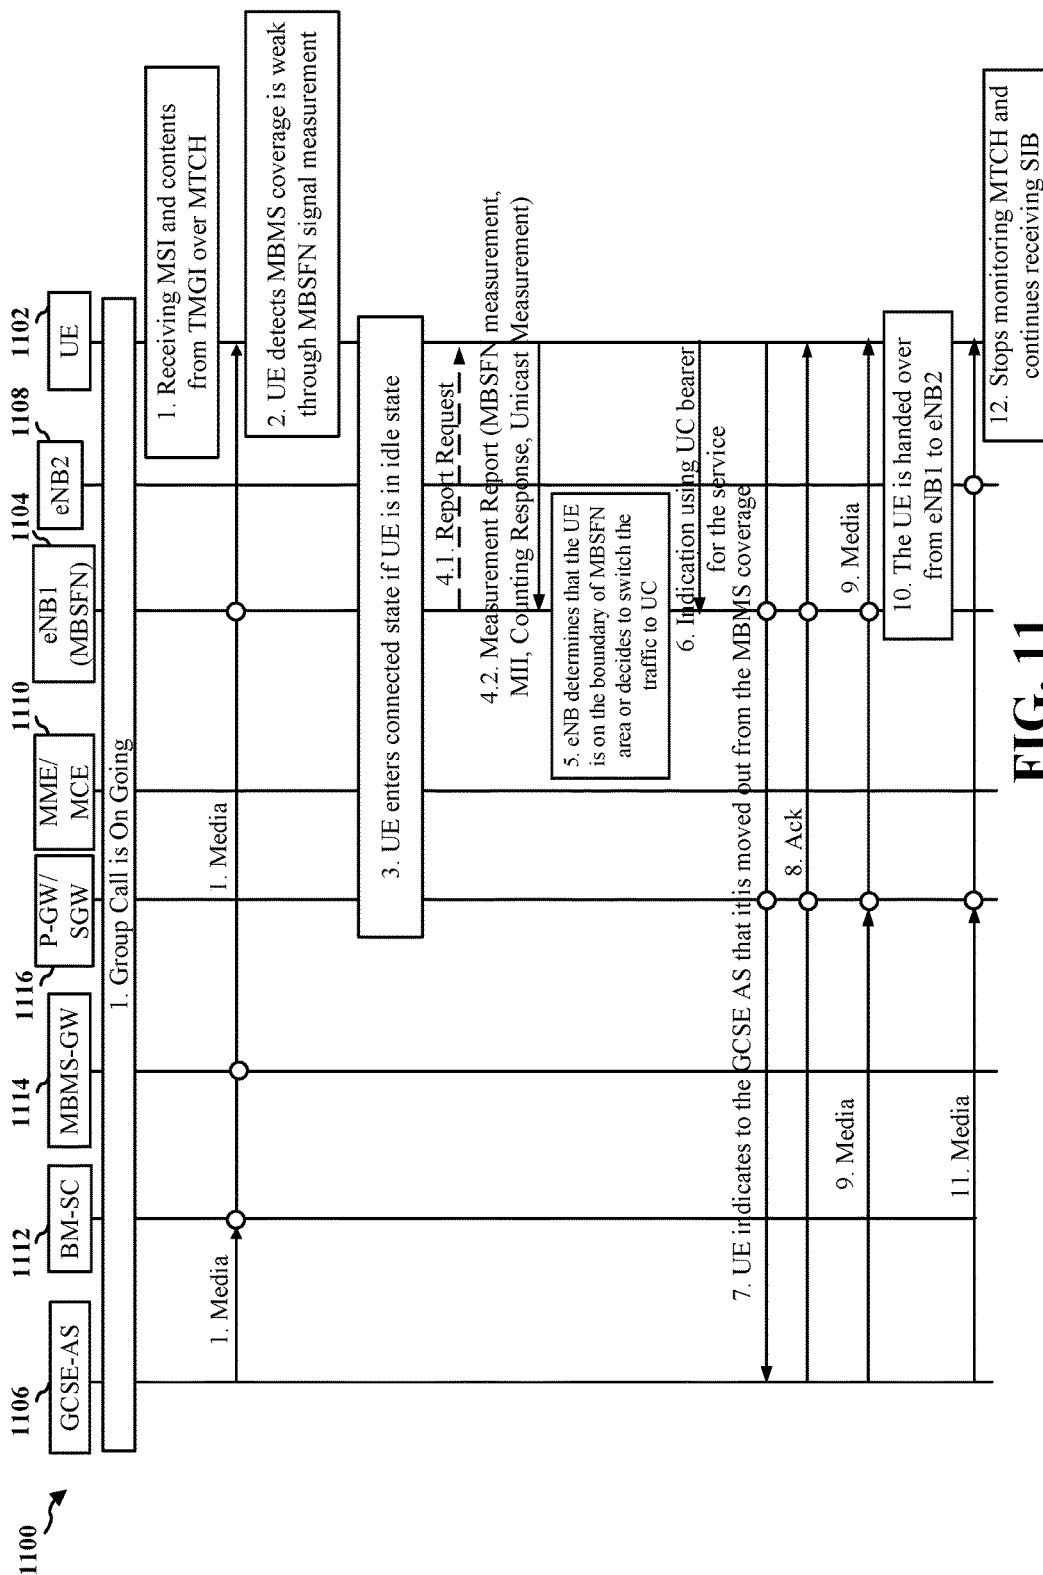 1100
1106
GCSE-AS
1112
BM-SC
1114
MBMS-GW
1116
P-GW/
SGW
1110
MME/
MCE
1104
eNB1
(MBSFN)
1108
eNB2
1102
UE
1. Group Call is On Going
1. Receiving MSI and contents
from TMGI over MTCH
1. Media
1. Media
2. UE detects MBMS coverage is weak
through MBSFN signal measurement
3. UE enters connected state if UE is in idle state
4.1. Report Request
4.2. Measurement Report (MBSFN measurement,
MII, Counting Response, Unicast Measurement)
5. eNB determines that the UE
is on the boundary of MBSFN
area or decides to switch the
traffic to UC
6. Indication using UC bearer
for the service
7. UE indicates to the GCSE AS that it is moved out from the MBMS coverage
8. Ack
9. Media
9. Media
10. The UE is handed over
from eNB1 to eNB2
11. Media
12. Stops monitoring MTCH and
continues receiving SIB
FIG. 11